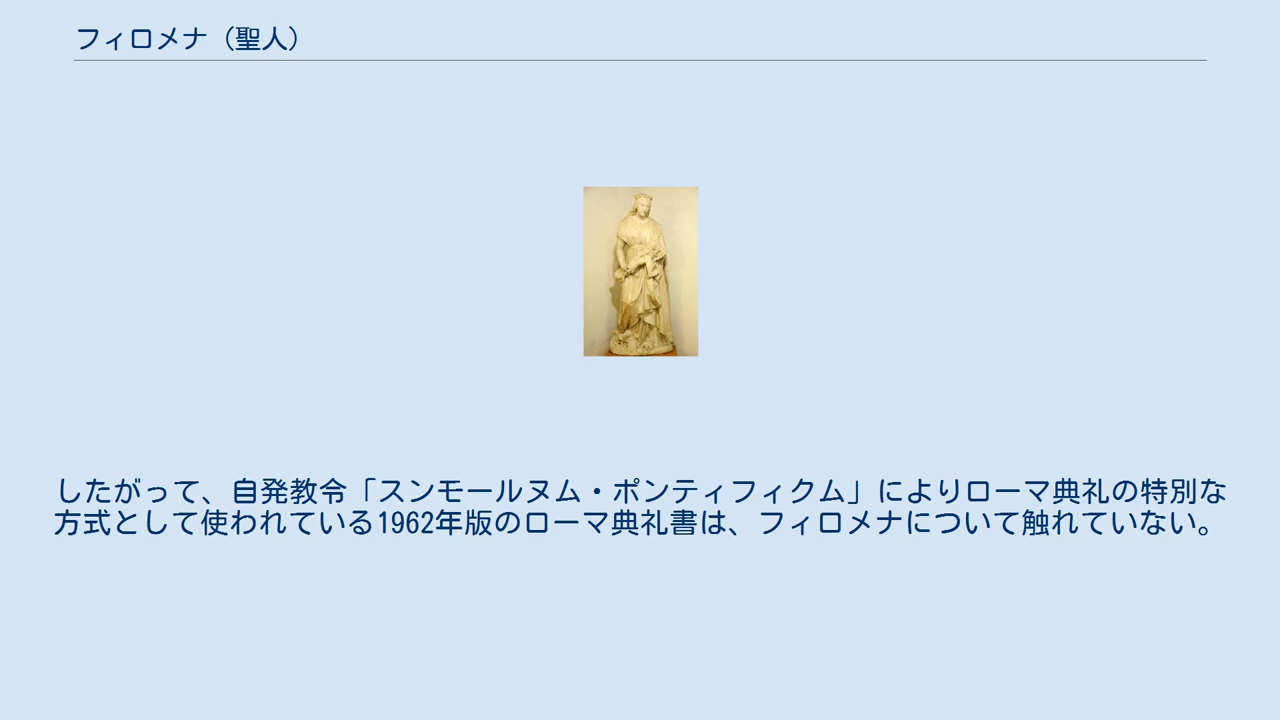 フィロメナ（聖人）
したがって、自発教令「スンモールヌム・ポンティフィクム」によりローマ典礼の特別な
方式として使われている1962年版のローマ典礼書は、フィロメナについて触れていない。